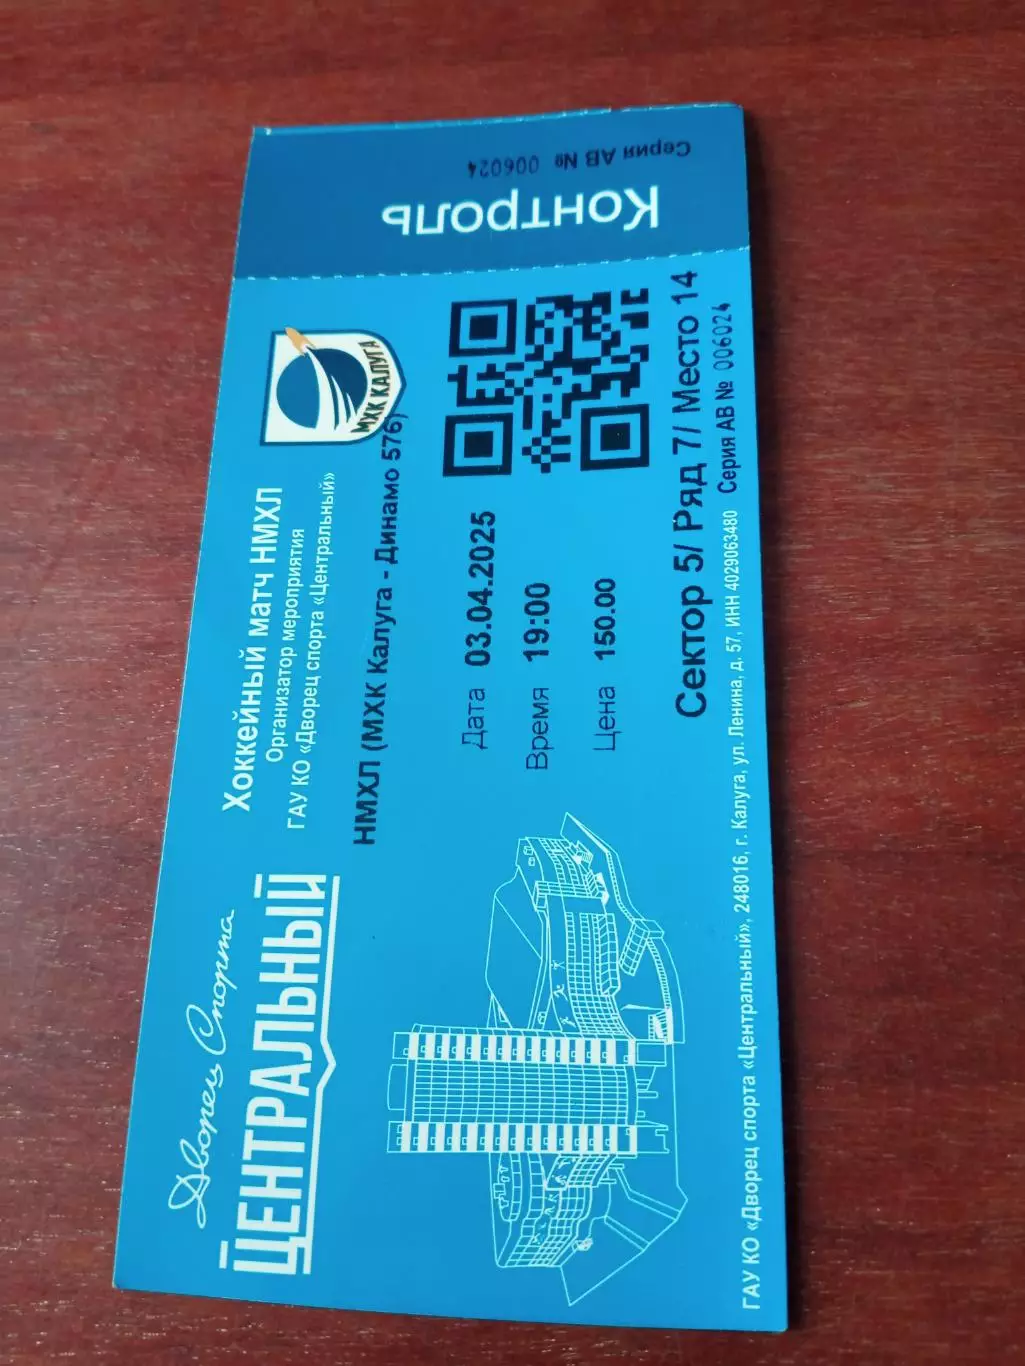 Дворец Спорта
ЦЕНТРАЛЬНЫЙ
Хоккейный матч НМХЛ
Организатор мероприятия
ГАУ КО «Дворец спорта «Центральный»
МХК КАЛУГА
НМХЛ (МХК Калуга - Динамо 576)
Дата 03.04.2025
Время 19:00
Цена 150.00
Сектор 5/ Ряд 7/ Место 14
Серия АВ № 006024
ГАУ КО «Дворец спорта «Центральный», 248016, г. Калуга, ул. Ленина, д. 57, ИНН 4029063480
Контроль
Серия АВ № 006024